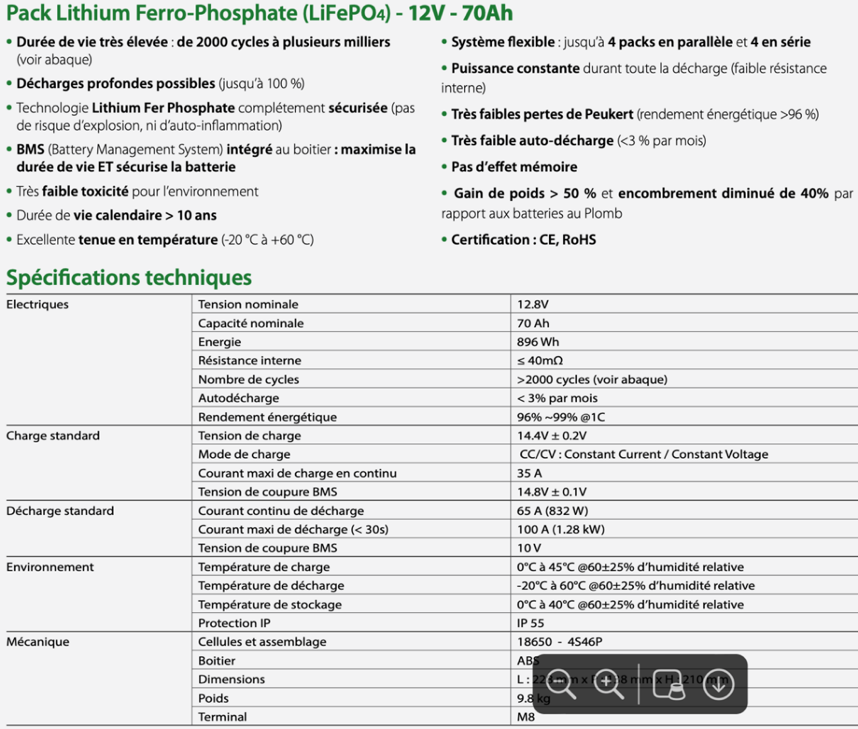 Pack Lithium Ferro-Phosphate (LiFePO4) - 12V - 70Ah
• Durée de vie très élevée : de 2000 cycles à plusieurs milliers
(voir abaque)
• Décharges profondes possibles (jusqu'à 100 %)
• Technologie Lithium Fer Phosphate complétement sécurisée (pas
de risque d'explosion, ni d'auto-inflammation)
• BMS (Battery Management System) intégré au boitier : maximise la
durée de vie ET sécurise la batterie
• Très faible toxicité pour l'environnement
• Durée de vie calendaire > 10 ans
• Excellente tenue en température (-20 °C à +60 °C)
• Système flexible : jusqu'à 4 packs en parallèle et 4 en série
• Puissance constante durant toute la décharge (faible résistance
interne)
• Très faibles pertes de Peukert (rendement énergétique >96 %)
• Très faible auto-décharge (<3 % par mois)
• Pas d'effet mémoire
• Gain de poids > 50 % et encombrement diminué de 40% par
rapport aux batteries au Plomb
• Certification : CE, RoHS
Spécifications techniques
Electriques Tension nominale 12.8V
Capacité nominale 70 Ah
Energie 896 Wh
Résistance interne ≤ 40mΩ
Nombre de cycles >2000 cycles (voir abaque)
Autodécharge < 3% par mois
Rendement énergétique 96% ~99% @1C
Charge standard Tension de charge 14.4V ± 0.2V
Mode de charge CC/CV : Constant Current / Constant Voltage
Courant maxi de charge en continu 35 A
Tension de coupure BMS 14.8V ± 0.1V
Décharge standard Courant continu de décharge 65 A (832 W)
Courant maxi de décharge (< 30s) 100 A (1.28 kW)
Tension de coupure BMS 10 V
Environnement Température de charge 0°C à 45°C @60±25% d'humidité relative
Température de décharge -20°C à 60°C @60±25% d'humidité relative
Température de stockage 0°C à 40°C @60±25% d'humidité relative
Protection IP IP 55
Mécanique Cellules et assemblage 18650 - 4S46P
Boitier ABS
Dimensions L : mm x mm x H : 210 mm
Poids 9.8 kg
Terminal M8